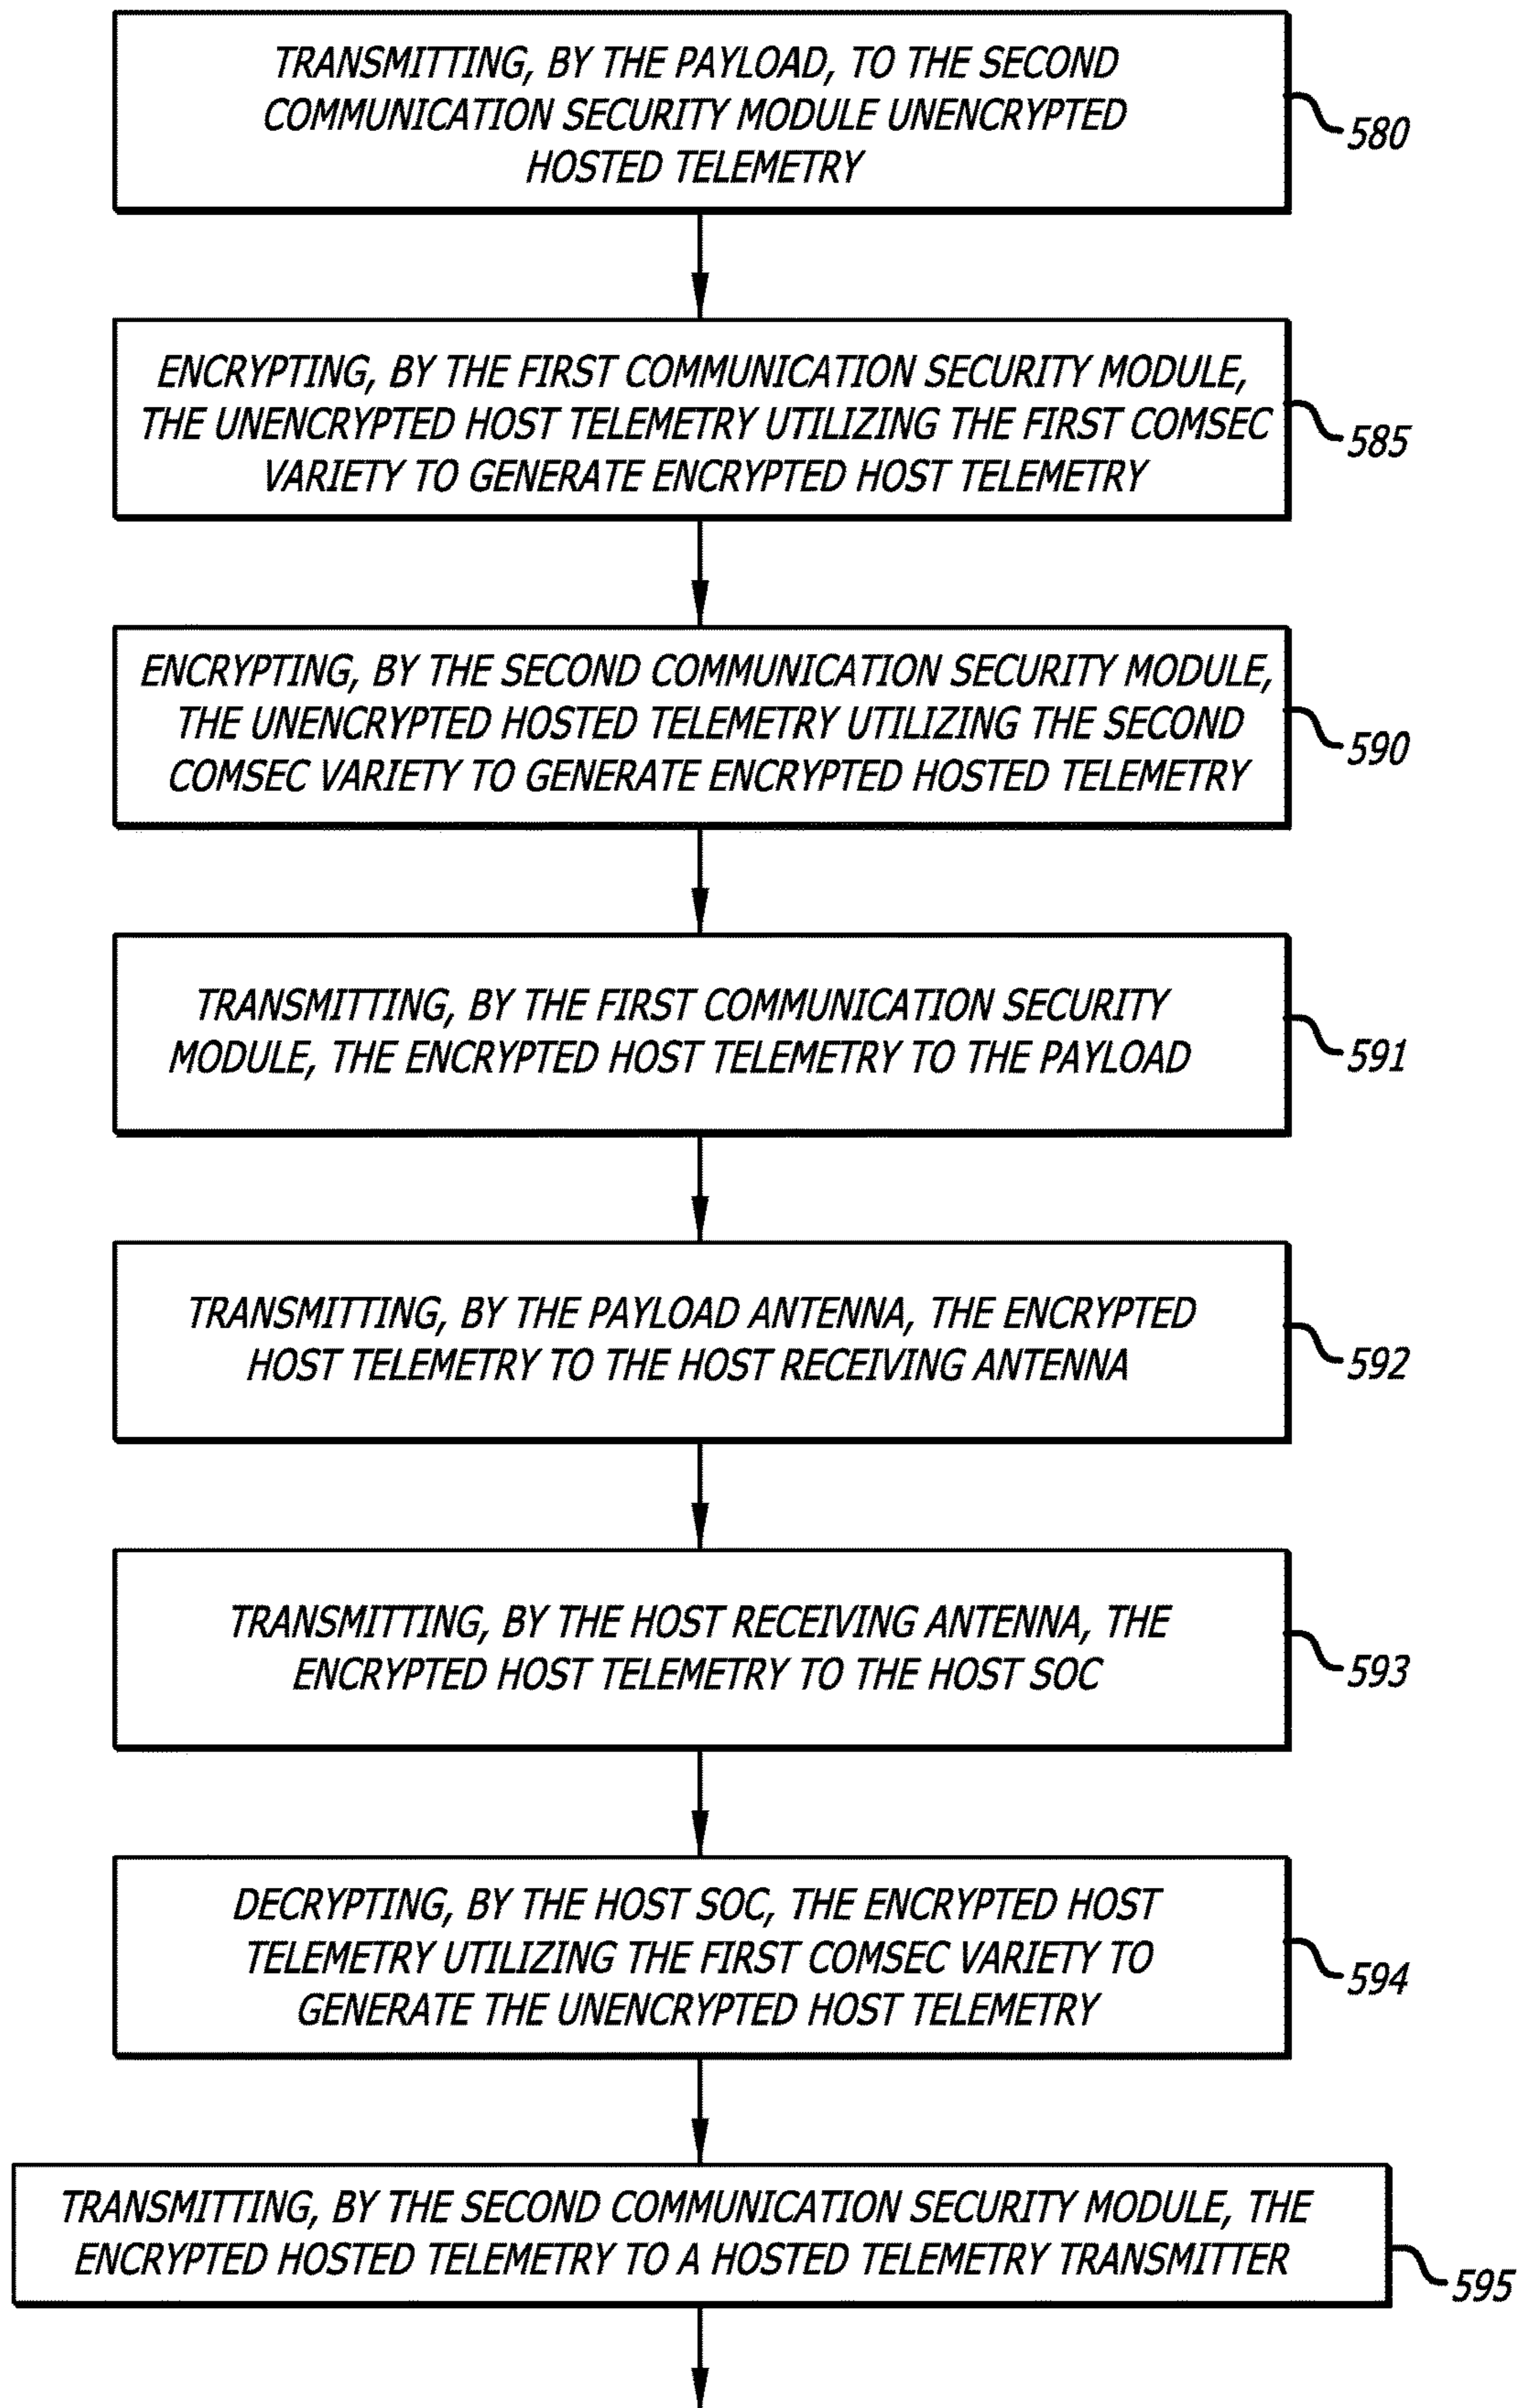 TRANSMITTING, BY THE PAYLOAD, TO THE SECOND
COMMUNICATION SECURITY MODULE UNENCRYPTED
HOSTED TELEMETRY
580
ENCRYPTING, BY THE FIRST COMMUNICATION SECURITY MODULE,
THE UNENCRYPTED HOST TELEMETRY UTILIZING THE FIRST COMSEC
VARIETY TO GENERATE ENCRYPTED HOST TELEMETRY
585
ENCRYPTING, BY THE SECOND COMMUNICATION SECURITY MODULE,
THE UNENCRYPTED HOSTED TELEMETRY UTILIZING THE SECOND
COMSEC VARIETY TO GENERATE ENCRYPTED HOSTED TELEMETRY
590
TRANSMITTING, BY THE FIRST COMMUNICATION SECURITY
MODULE, THE ENCRYPTED HOST TELEMETRY TO THE PAYLOAD
591
TRANSMITTING, BY THE PAYLOAD ANTENNA, THE ENCRYPTED
HOST TELEMETRY TO THE HOST RECEIVING ANTENNA
592
TRANSMITTING, BY THE HOST RECEIVING ANTENNA, THE
ENCRYPTED HOST TELEMETRY TO THE HOST SOC
593
DECRYPTING, BY THE HOST SOC, THE ENCRYPTED HOST
TELEMETRY UTILIZING THE FIRST COMSEC VARIETY TO
GENERATE THE UNENCRYPTED HOST TELEMETRY
594
TRANSMITTING, BY THE SECOND COMMUNICATION SECURITY MODULE, THE
ENCRYPTED HOSTED TELEMETRY TO A HOSTED TELEMETRY TRANSMITTER
595